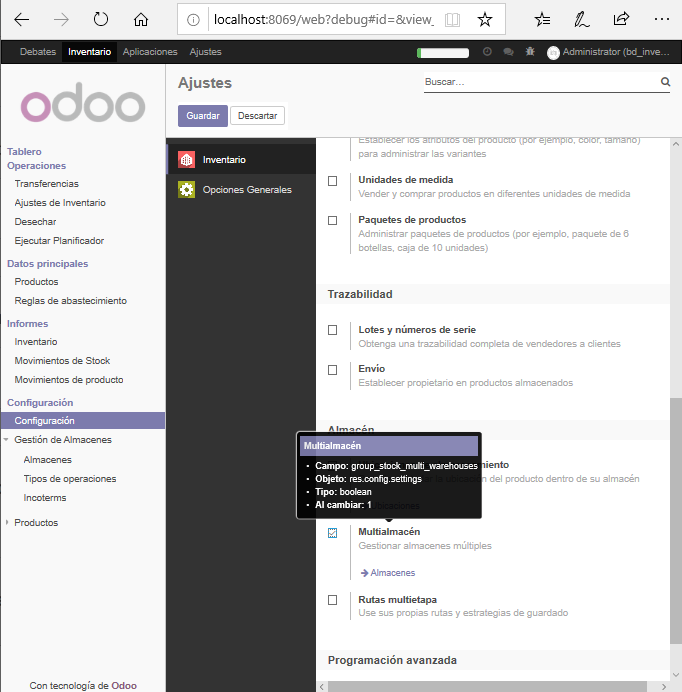 localhost:8069/web?debug#id=&view_
Debates Inventario Aplicaciones Ajustes Administrator (bd_inve...
odoo
Ajustes
Buscar...
Guardar Descartar
Tablero
Operaciones
Transferencias
Ajustes de Inventario
Desechar
Ejecutar Planificador
Datos principales
Productos
Reglas de abastecimiento
Informes
Inventario
Movimientos de Stock
Movimientos de producto
Configuración
Configuración
Gestión de Almacenes
Almacenes
Tipos de operaciones
Incoterms
Productos
Con tecnología de Odoo
Inventario
Opciones Generales
Establecer los atributos del producto (por ejemplo, color, tamaño)
para administrar las variantes
Unidades de medida
Vender y comprar productos en diferentes unidades de medida
Paquetes de productos
Administrar paquetes de productos (por ejemplo, paquete de 6
botellas, caja de 10 unidades)
Trazabilidad
Lotes y números de serie
Obtenga una trazabilidad completa de vendedores a clientes
Envío
Establecer propietario en productos almacenados
Almacén
Multialmacén
Campo: group_stock_multi_warehouses
Objeto: res.config.settings
Tipo: boolean
Al cambiar: 1
del producto dentro de su almacén
Multialmacén
Gestionar almacenes múltiples
Almacenes
Rutas multietapa
Use sus propias rutas y estrategias de guardado
Programación avanzada